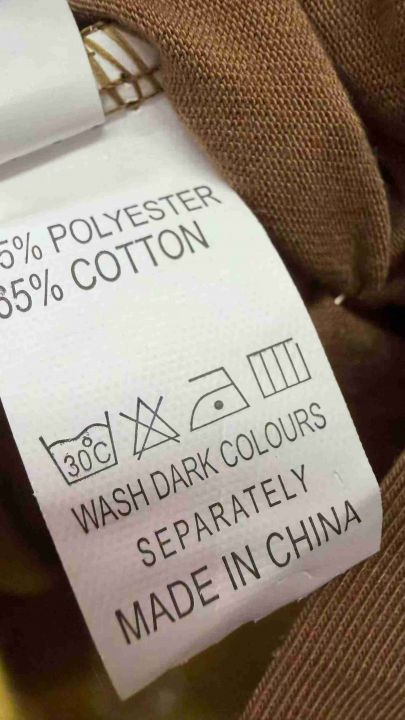 5% POLYESTER
65% COTTON
30°C
WASH DARK COLOURS
SEPARATELY
MADE IN CHINA